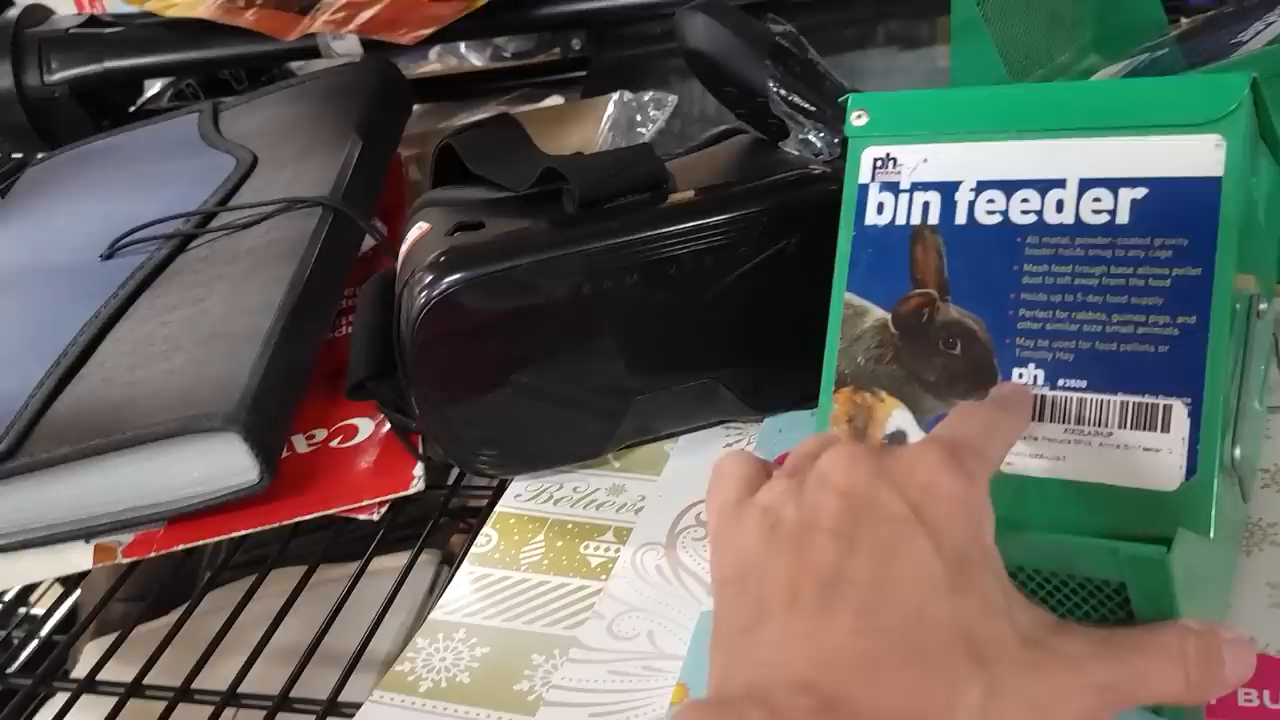 ph
bin feeder
• All metal, powder-coated gravity
feeder holds snug to any cage
• Mesh feed trough base allows pellet
dust to sift away from the food
• Holds up to 5-day food supply
• Perfect for rabbits, guinea pigs, and
other similar size small animals
• May be used for food pellets or
Timothy Hay
ph #3500
Ca
Believe
BU